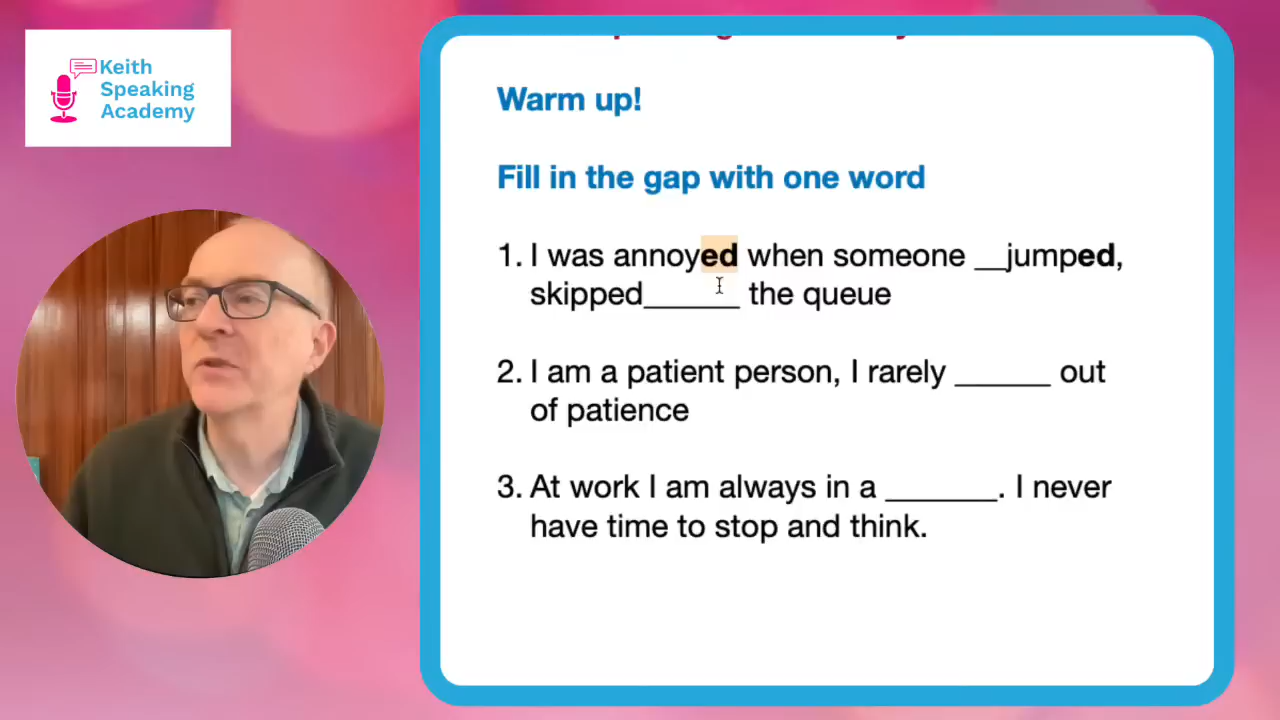 Keith
Speaking
Academy
Warm up!
Fill in the gap with one word
1. I was annoyed when someone __jumped,
skipped______ the queue
2. I am a patient person, I rarely ______ out
of patience
3. At work I am always in a _______. I never
have time to stop and think.